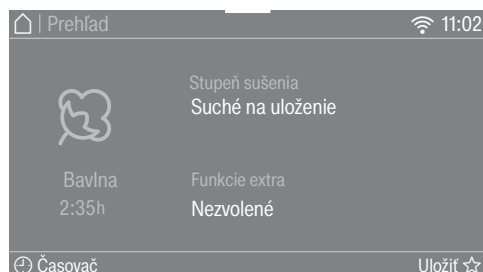 | Prehľad 11:02
Stupeň sušenia
Suché na uloženie
Bavlna
2:35h
Funkcie extra
Nezvolené
Časovač
Uložiť